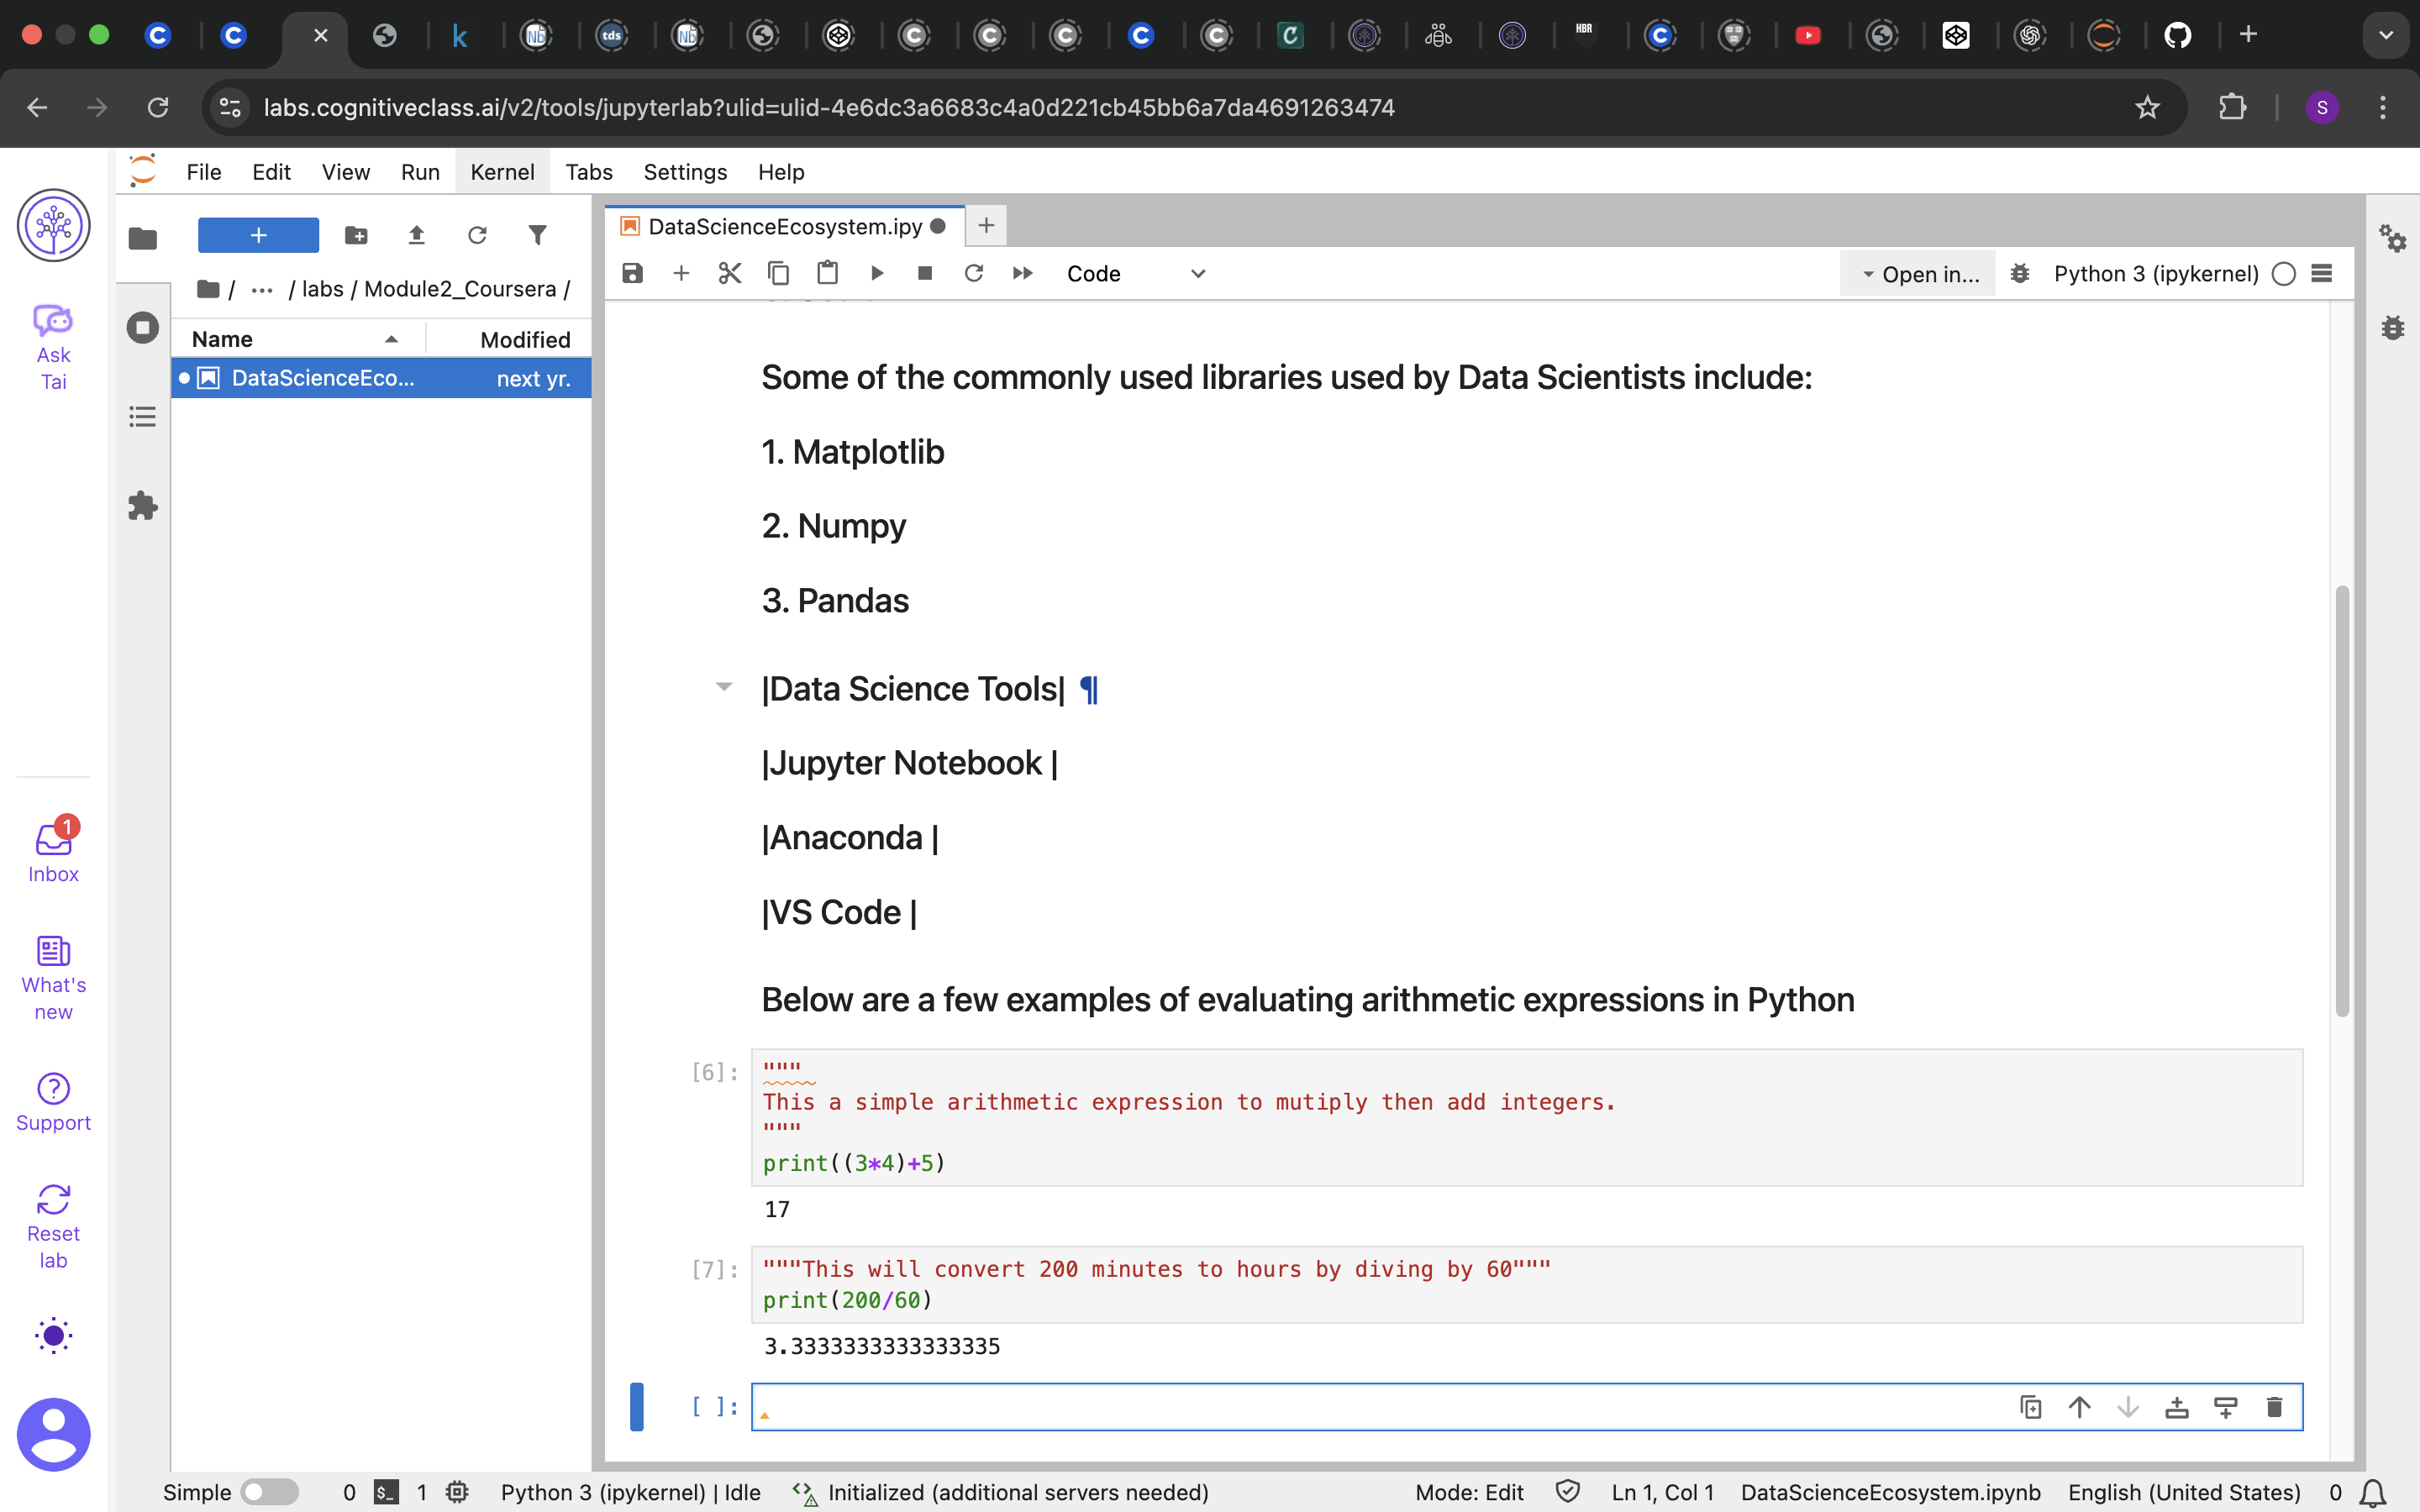 tds
k
HBR
labs.cognitiveclass.ai/v2/tools/jupyterlab?ulid=ulid-4e6dc3a6683c4a0d221cb45bb6a7da4691263474
S
File Edit View Run Kernel Tabs Settings Help
DataScienceEcosystem.ipy
/ ... / labs / Module2_Coursera /
Code
Open in...
Python 3 (ipykernel)
Name Modified
DataScienceEco... next yr.
Ask
Tai
1
Inbox
What's
new
Support
Reset
lab
Some of the commonly used libraries used by Data Scientists include:
1. Matplotlib
2. Numpy
3. Pandas
|Data Science Tools| ¶
|Jupyter Notebook |
|Anaconda |
|VS Code |
Below are a few examples of evaluating arithmetic expressions in Python
[6]: """
This a simple arithmetic expression to mutiply then add integers.
"""
print((3*4)+5)
17
[7]: """This will convert 200 minutes to hours by diving by 60"""
print(200/60)
3.3333333333333335
[ ]:
Simple 0 $_ 1 Python 3 (ipykernel) | Idle Initialized (additional servers needed) Mode: Edit Ln 1, Col 1 DataScienceEcosystem.ipynb English (United States) 0